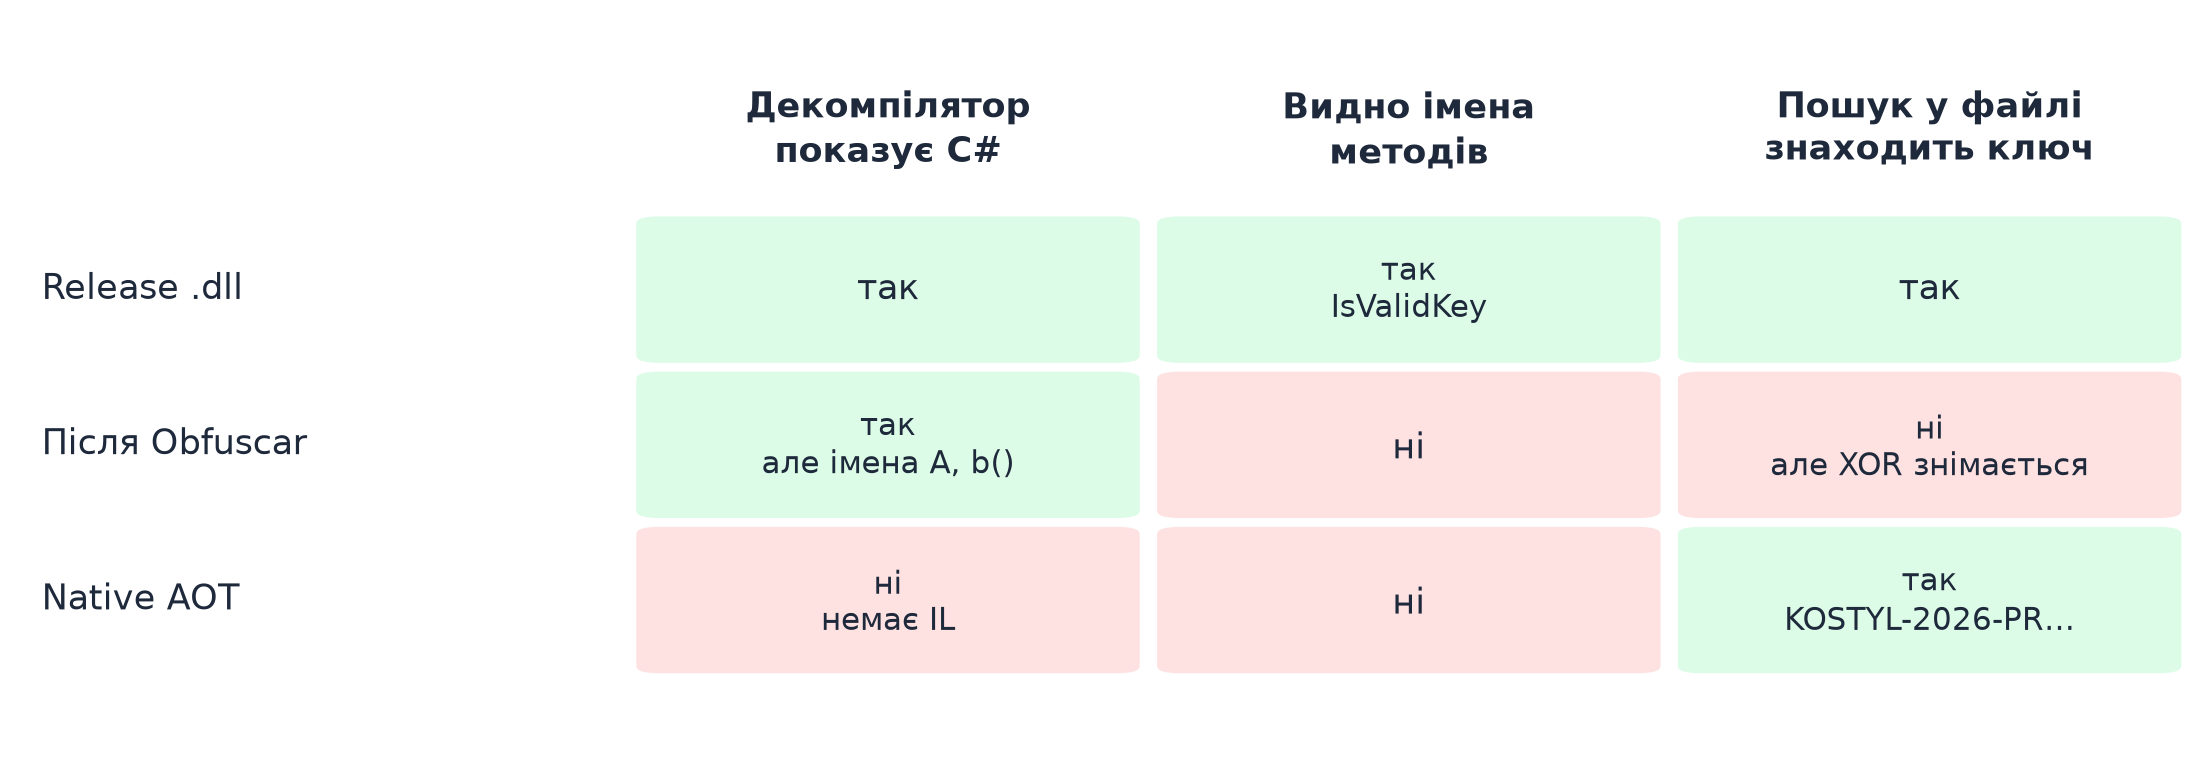 Декомпілятор
показує C#
Видно імена
методів
Пошук у файлі
знаходить ключ
Release .dll
так
так
IsValidKey
так
Після Obfuscar
так
але імена A, b()
ні
ні
але XOR знімається
Native AOT
ні
немає IL
ні
так
KOSTYL-2026-PR...